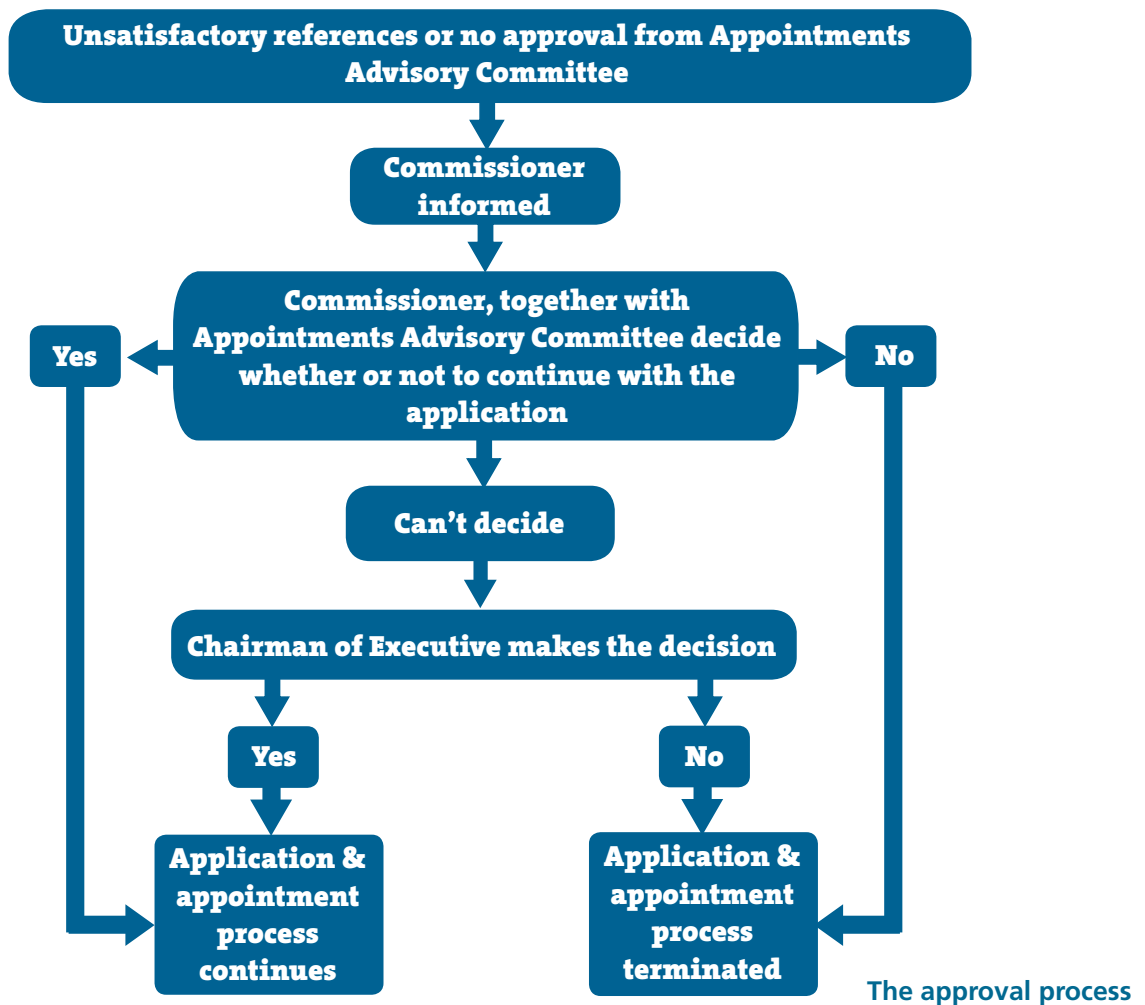 Unsatisfactory references or no approval from Appointments
Advisory Committee
Commissioner
informed
Commissioner, together with
Appointments Advisory Committee decide
whether or not to continue with the
application
Yes
No
Can't decide
Chairman of Executive makes the decision
Yes
No
Application &
appointment
process
continues
Application &
appointment
process
terminated
The approval process